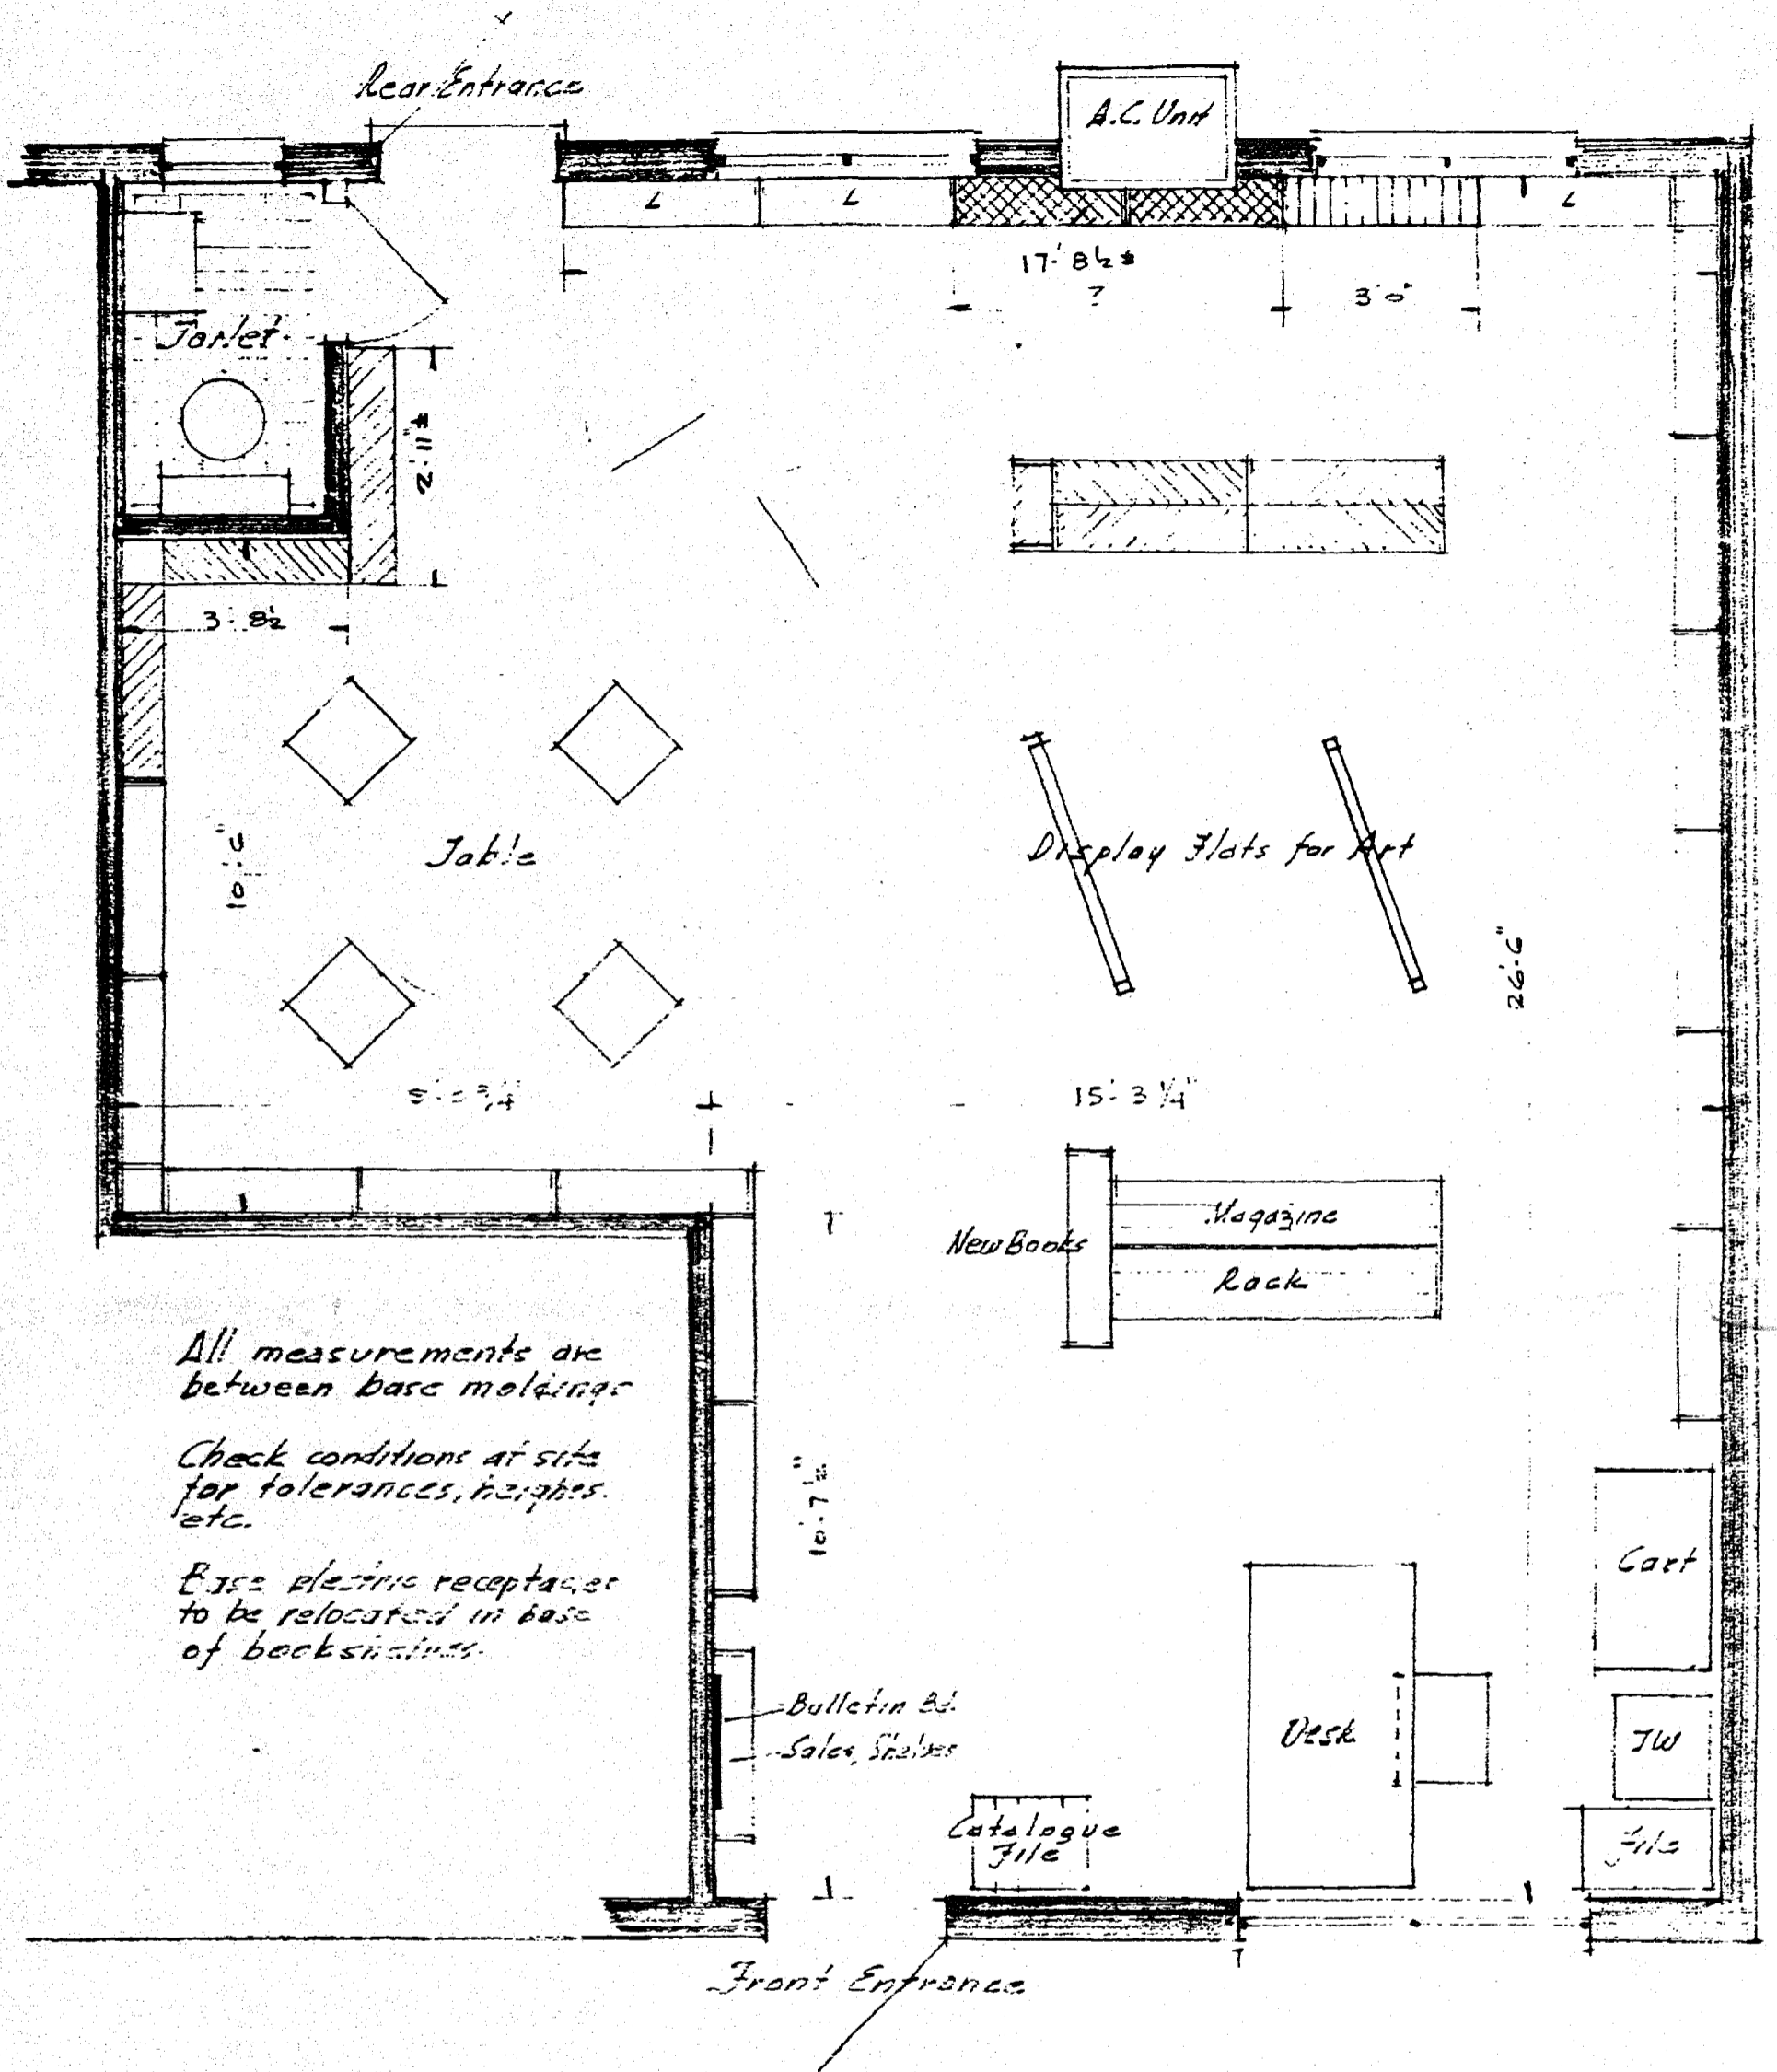 Rear Entrance
A.C. Unit
17'-8½"±
?
3'0"
Toilet
2'-11"±
3'-8½
Table
Display Flats for Art
26'-6"
15'-3¼"
New Books
Magazine
Rack
All measurements are
between base moldings
Check conditions at site
for tolerances, heights.
etc.
10'-7½"
Base electric receptacles
to be relocated in base
of bookshelves.
Cart
Bulletin Bd.
Sales, Shelves
Desk
TW
Catalogue
File
File
Front Entrance